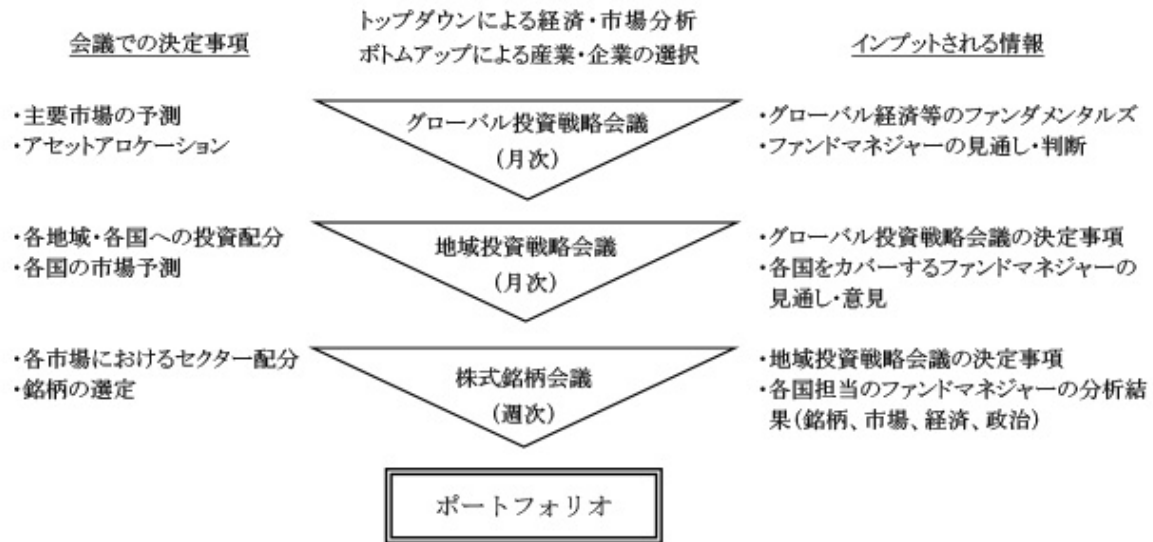 会議での決定事項
トップダウンによる経済・市場分析
ボトムアップによる産業・企業の選択
インプットされる情報
・主要市場の予測
・アセットアロケーション
グローバル投資戦略会議
(月次)
・グローバル経済等のファンダメンタルズ
・ファンドマネジャーの見通し・判断
・各地域・各国への投資配分
・各国の市場予測
地域投資戦略会議
(月次)
・グローバル投資戦略会議の決定事項
・各国をカバーするファンドマネジャーの
見通し・意見
・各市場におけるセクター配分
・銘柄の選定
株式銘柄会議
(週次)
・地域投資戦略会議の決定事項
・各国担当のファンドマネジャーの分析結
果(銘柄、市場、経済、政治)
ポートフォリオ